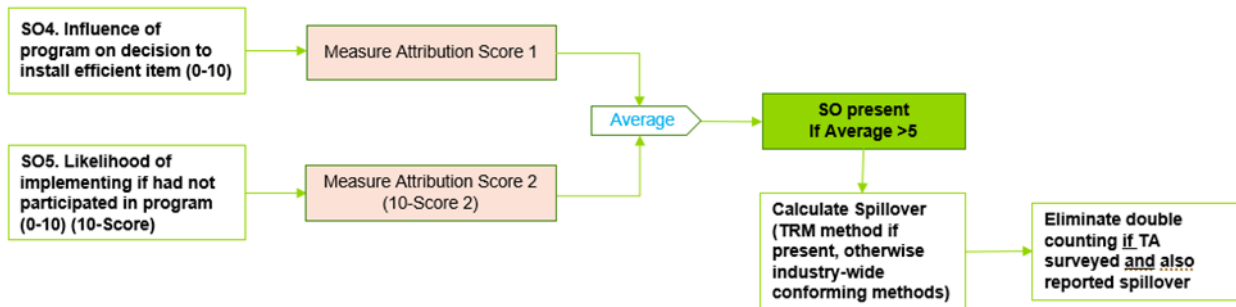 SO4. Influence of
program on decision to
install efficient item (0-10)
Measure Attribution Score 1
Average
SO present
If Average >5
SO5. Likelihood of
implementing if had not
participated in program
(0-10) (10-Score)
Measure Attribution Score 2
(10-Score 2)
Calculate Spillover
(TRM method if
present, otherwise
industry-wide
conforming methods)
Eliminate double
counting if TA
surveyed and also
reported spillover